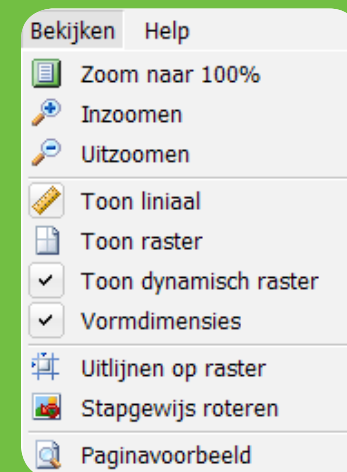 Bekijken Help
Zoom naar 100%
Inzoomen
Uitzoomen
Toon liniaal
Toon raster
Toon dynamisch raster
Vormdimensies
Uitlijnen op raster
Stapgewijs roteren
Paginavoorbeeld